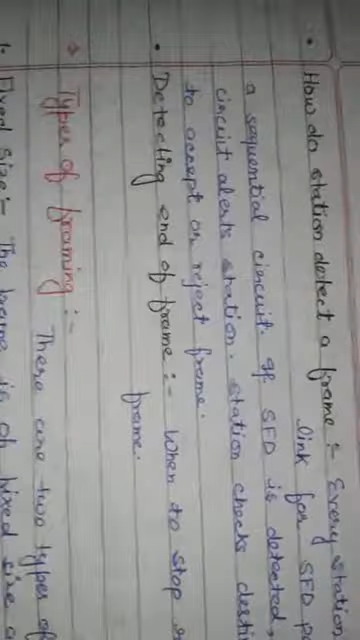 • How do station detect a frame :- Every station
link for SFD
a sequential circuit. If SFD is detected
circuit alerts station. station checks
to accept or reject frame.
• Detecting end of frame :- When to stop
frame.
→ Types of framing :- There are two types of
1. Fixed size :- The frame is of fixed size